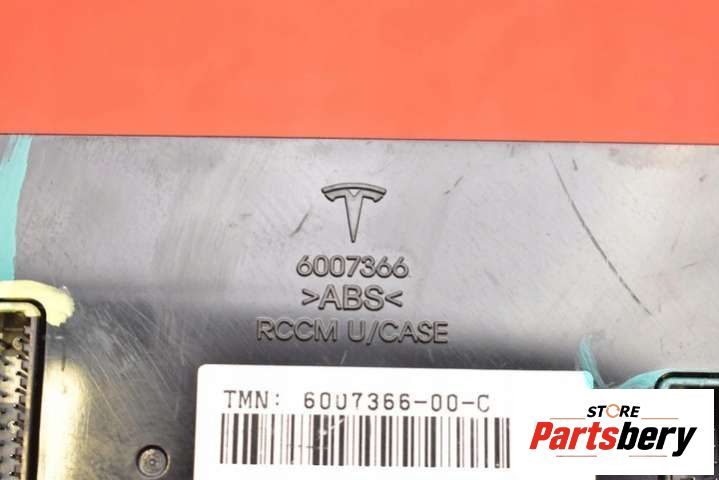 6007366
>ABS<
RCCM U/CASE
TMN: 6007366-00-C
STORE
Partsbery